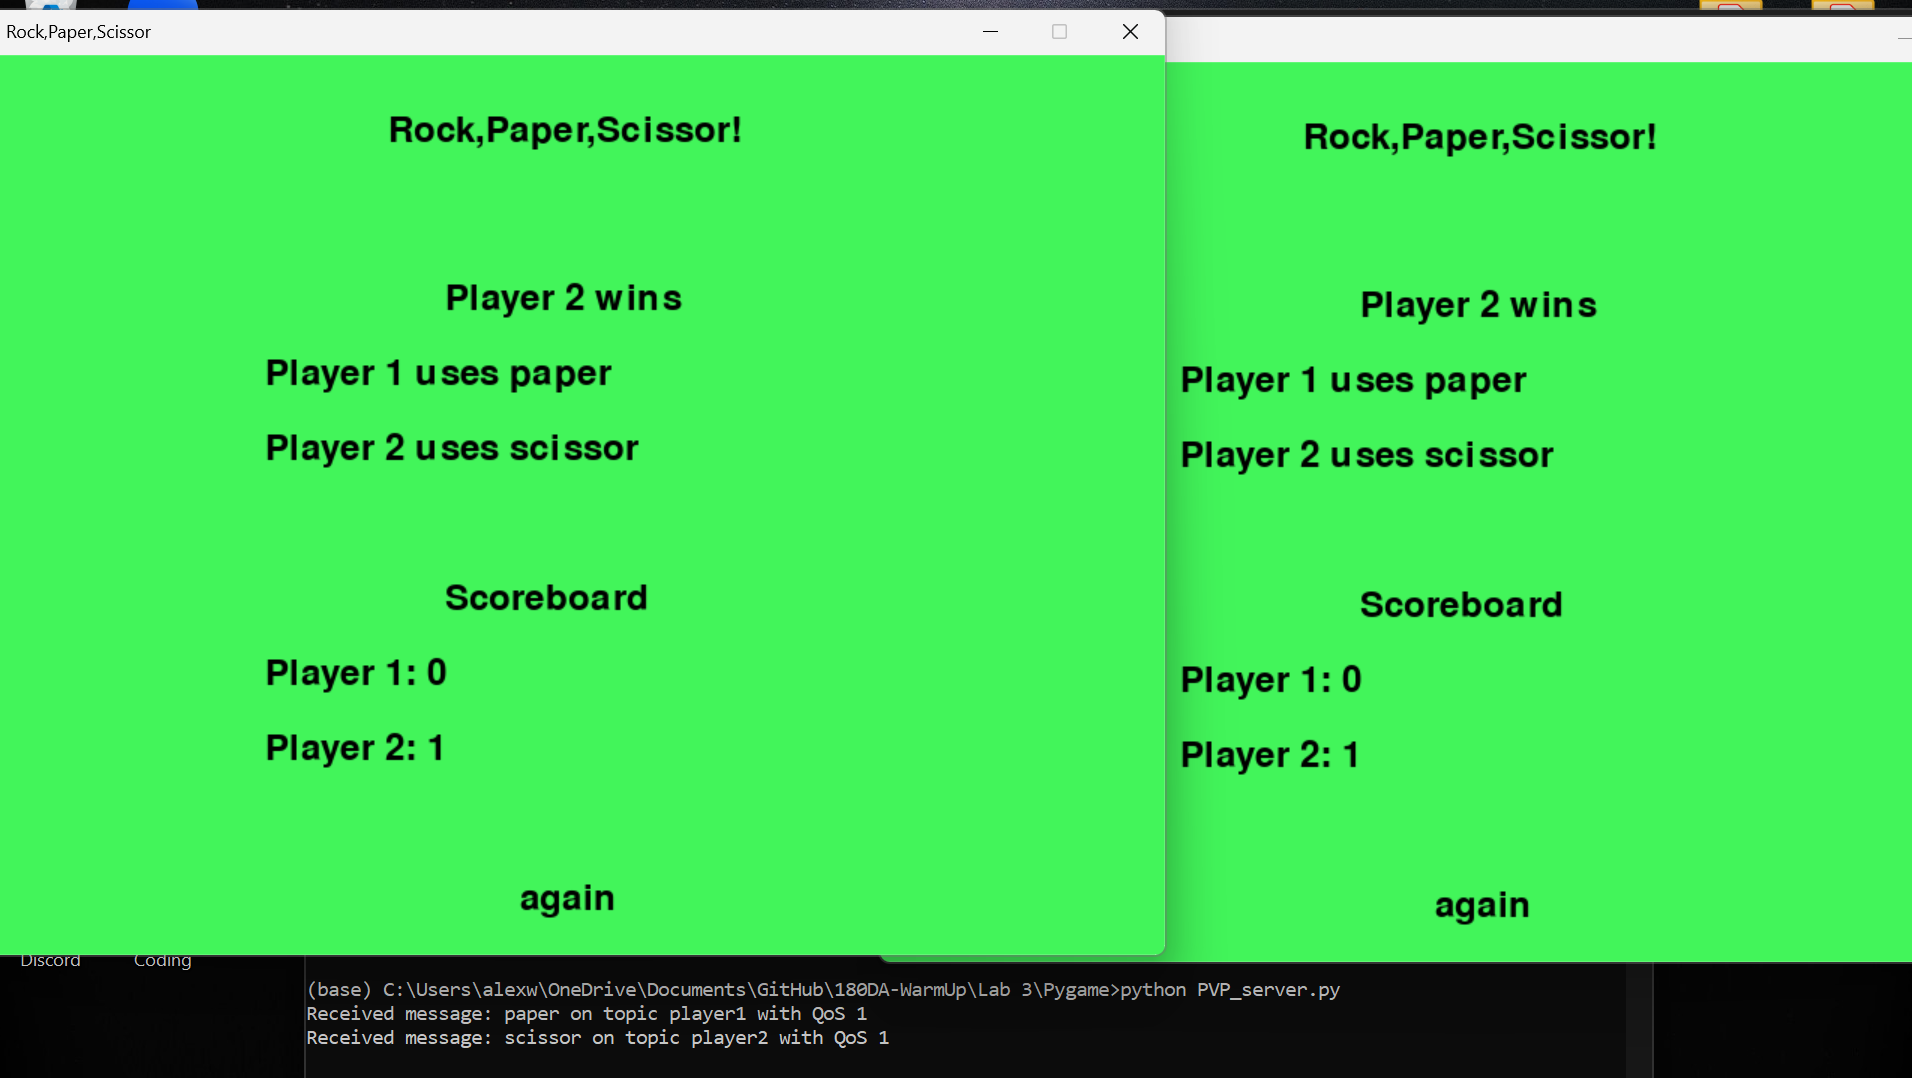 Rock,Paper,Scissor
Rock,Paper,Scissor!
Player 2 wins
Player 1 uses paper
Player 2 uses scissor
Scoreboard
Player 1: 0
Player 2: 1
again
Rock,Paper,Scissor!
Player 2 wins
Player 1 uses paper
Player 2 uses scissor
Scoreboard
Player 1: 0
Player 2: 1
again
Discord
Coding
(base) C:\Users\alexw\OneDrive\Documents\GitHub\180DA-WarmUp\Lab 3\Pygame>python PVP_server.py
Received message: paper on topic player1 with QoS 1
Received message: scissor on topic player2 with QoS 1